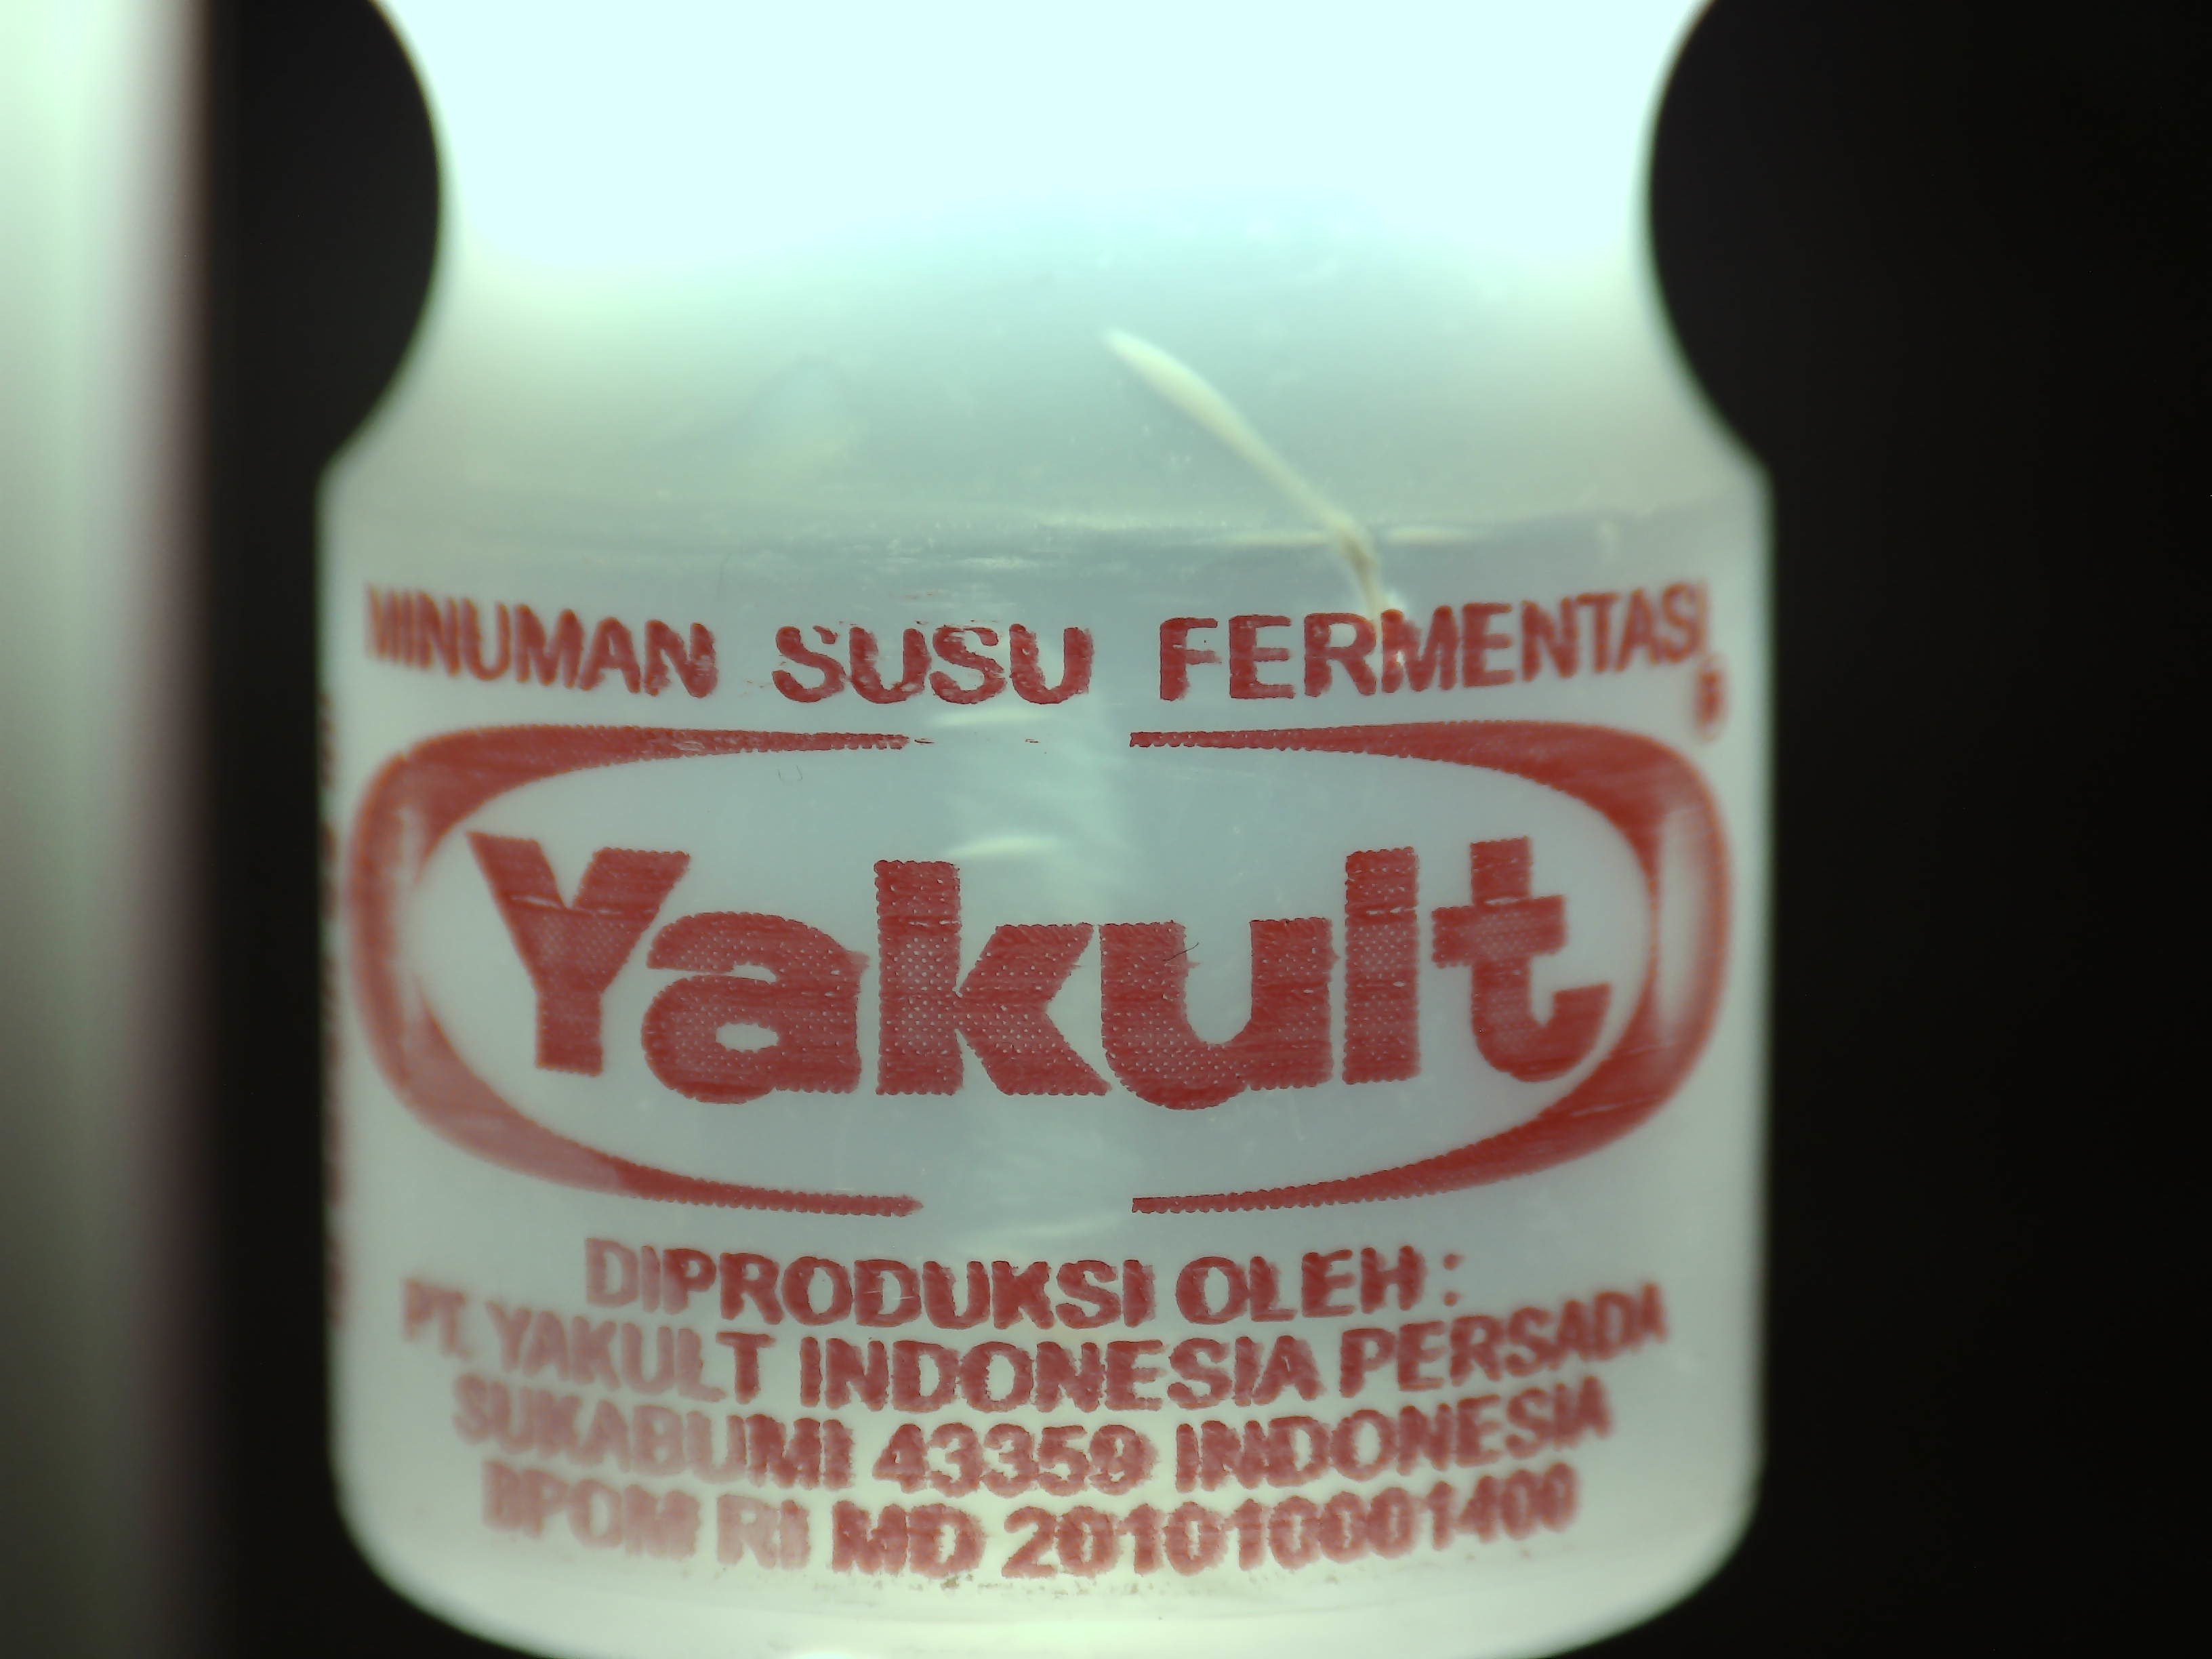 MINUMAN SUSU FERMENTASI
Yakult
DIPRODUKSI OLEH :
PT. YAKULT INDONESIA PERSADA
SUKABUMI 43359 INDONESIA
BPOM RI MD 201010001400